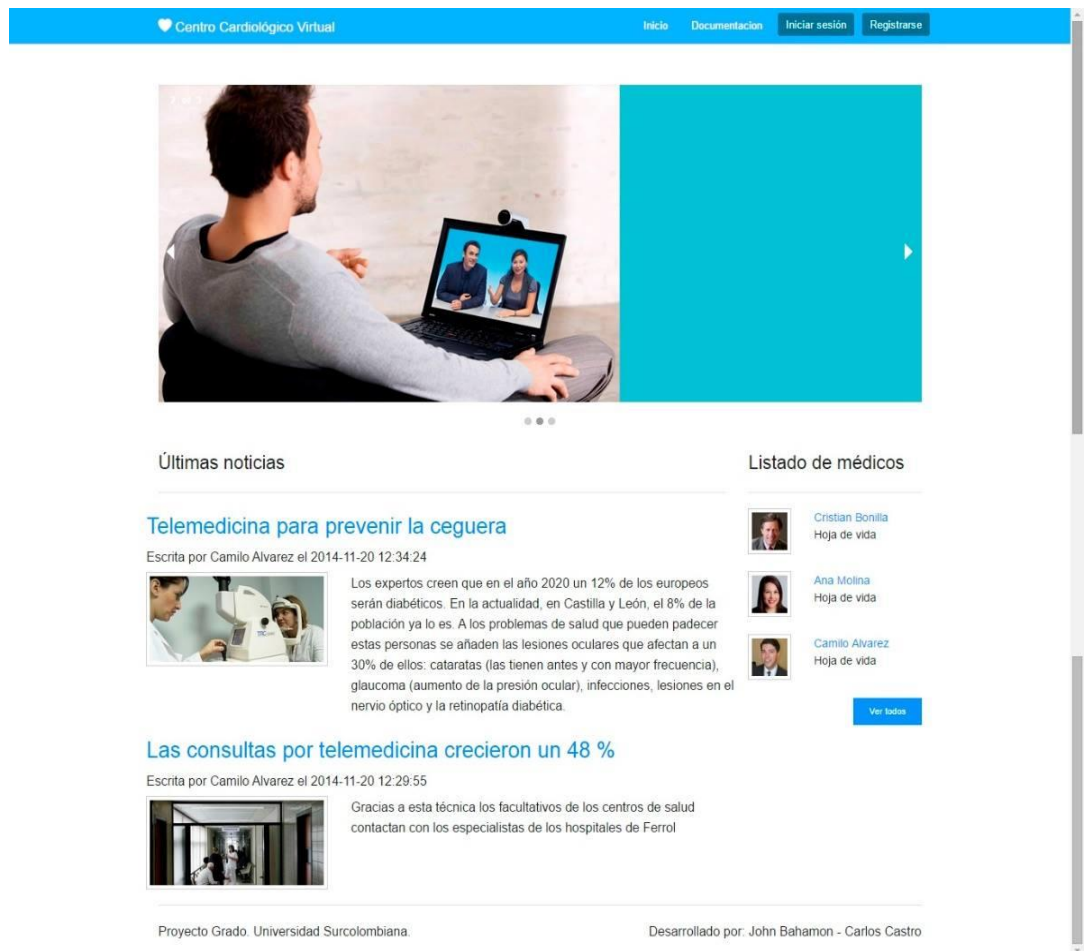 Centro Cardiológico Virtual
Inicio Documentacion Iniciar sesión Registrarse
Últimas noticias
Telemedicina para prevenir la ceguera
Escrita por Camilo Alvarez el 2014-11-20 12:34:24
Los expertos creen que en el año 2020 un 12% de los europeos
serán diabéticos. En la actualidad, en Castilla y León, el 8% de la
población ya lo es. A los problemas de salud que pueden padecer
estas personas se añaden las lesiones oculares que afectan a un
30% de ellos: cataratas (las tienen antes y con mayor frecuencia),
glaucoma (aumento de la presión ocular), infecciones, lesiones en el
nervio óptico y la retinopatía diabética.
Las consultas por telemedicina crecieron un 48 %
Escrita por Camilo Alvarez el 2014-11-20 12:29:55
Gracias a esta técnica los facultativos de los centros de salud
contactan con los especialistas de los hospitales de Ferrol
Listado de médicos
Cristian Bonilla
Hoja de vida
Ana Molina
Hoja de vida
Camilo Alvarez
Hoja de vida
Ver todos
Proyecto Grado. Universidad Surcolombiana.
Desarrollado por: John Bahamon - Carlos Castro